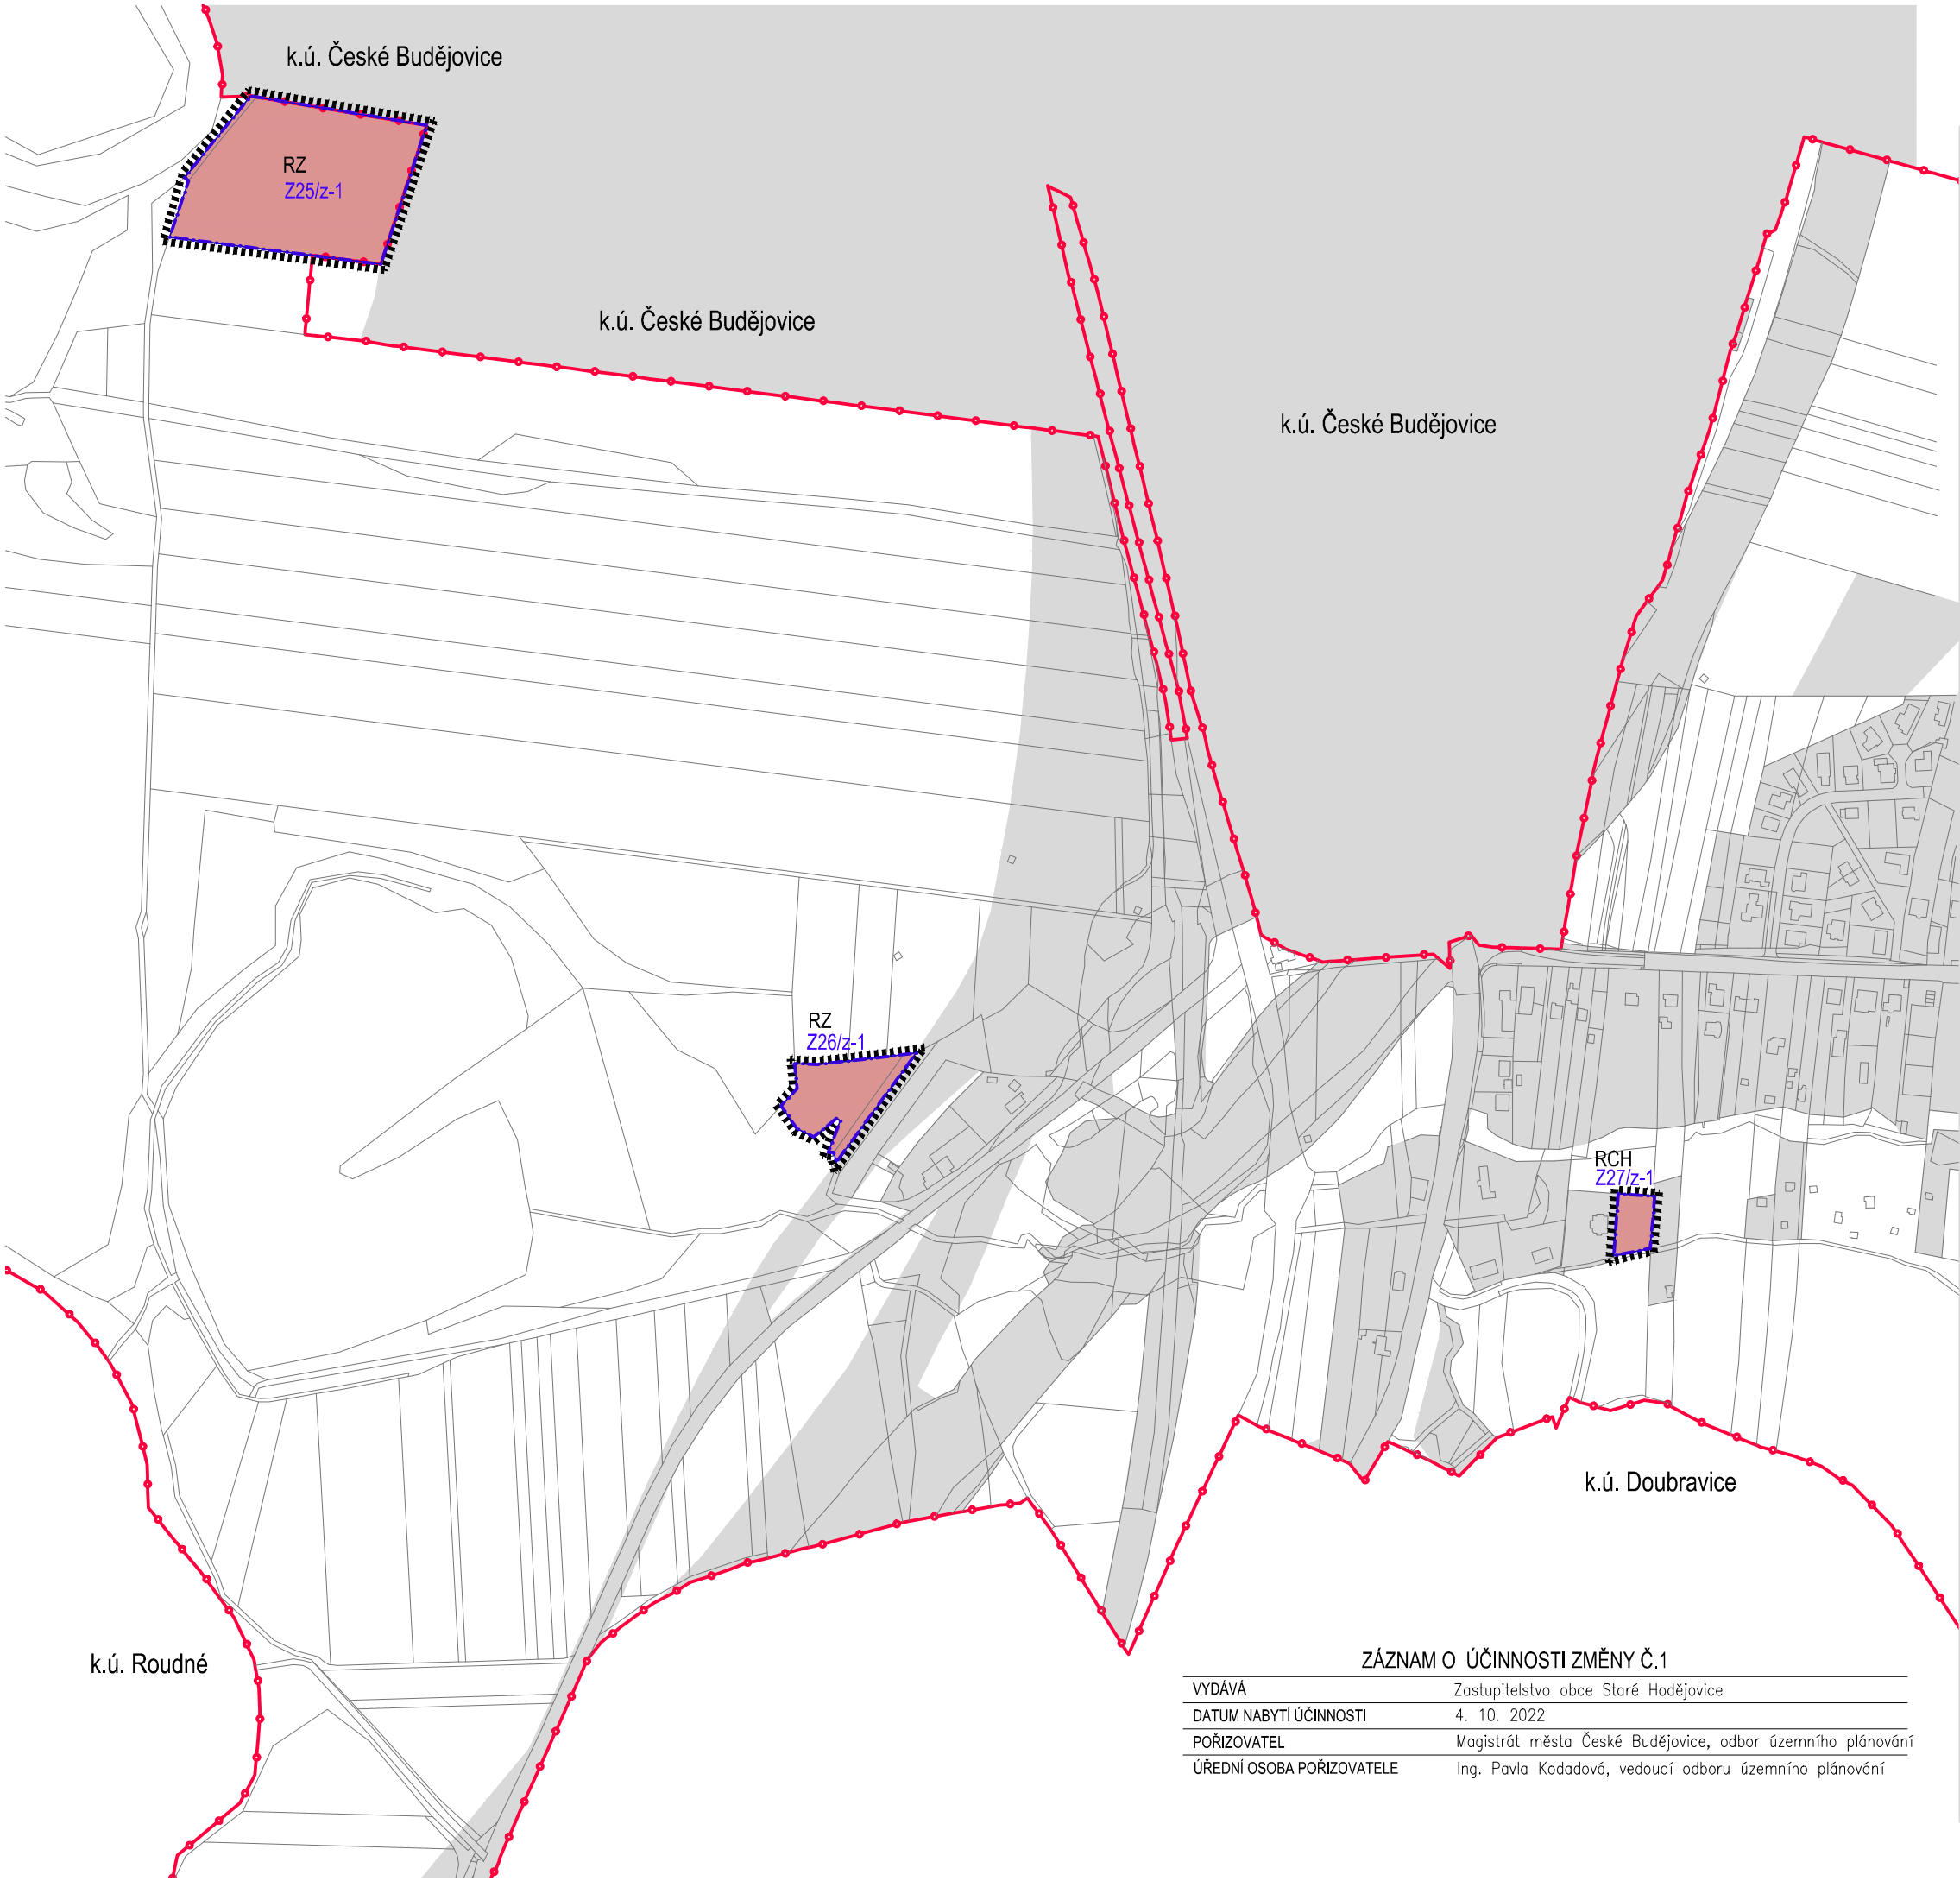 k.ú. České Budějovice
RZ
Z25/z-1
k.ú. České Budějovice
k.ú. České Budějovice
RZ
Z26/z-1
RCH
Z27/z-1
k.ú. Doubravice
k.ú. Roudné
ZÁZNAM O ÚČINNOSTI ZMĚNY Č.1
VYDÁVÁ Zastupitelstvo obce Staré Hodějovice
DATUM NABYTÍ ÚČINNOSTI 4. 10. 2022
POŘIZOVATEL Magistrát města České Budějovice, odbor územního plánování
ÚŘEDNÍ OSOBA POŘIZOVATELE Ing. Pavla Kodadová, vedoucí odboru územního plánování